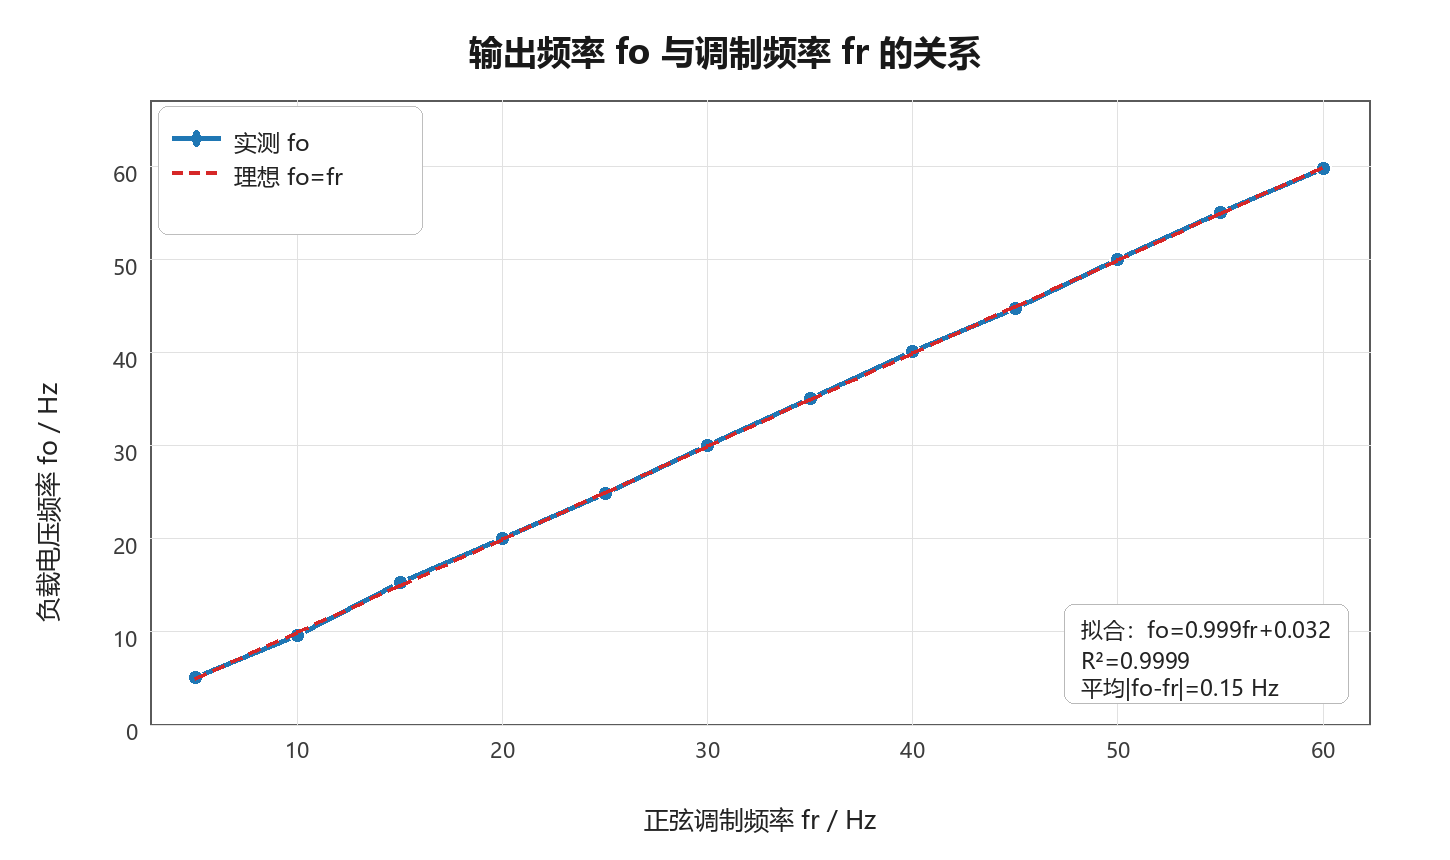 输出频率 fo 与调制频率 fr 的关系
实测 fo
理想 fo=fr
60
50
40
30
20
10
0
负载电压频率 fo / Hz
拟合：fo=0.999fr+0.032
R²=0.9999
平均|fo-fr|=0.15 Hz
10 20 30 40 50 60
正弦调制频率 fr / Hz